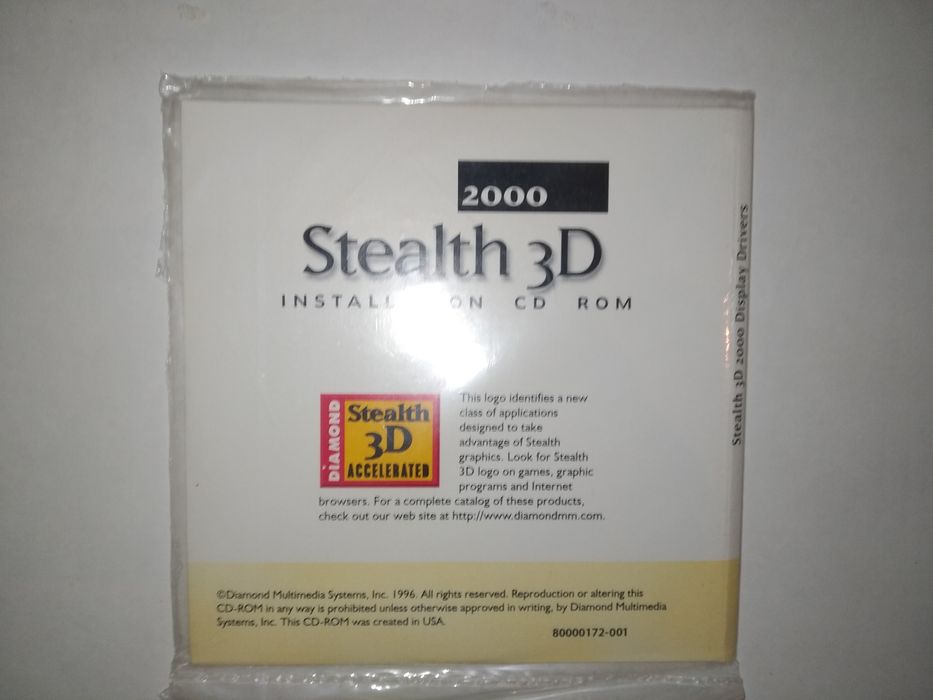 2000
Stealth 3D
CD ROM
DIAMOND
Stealth
3D
ACCELERATED
This logo identifies a new
class of applications
designed to take
advantage of Stealth
graphics. Look for Stealth
3D logo on games, graphic
programs and Internet
browsers. For a complete catalog of these products,
check out our web site at http://www.diamondmm.com.
©Diamond Multimedia Systems, Inc. 1996. All rights reserved. Reproduction or altering this
CD-ROM in any way is prohibited unless otherwise approved in writing, by Diamond Multimedia
Systems, Inc. This CD-ROM was created in USA.
80000172-001
Stealth 3D 2000 Display Drivers